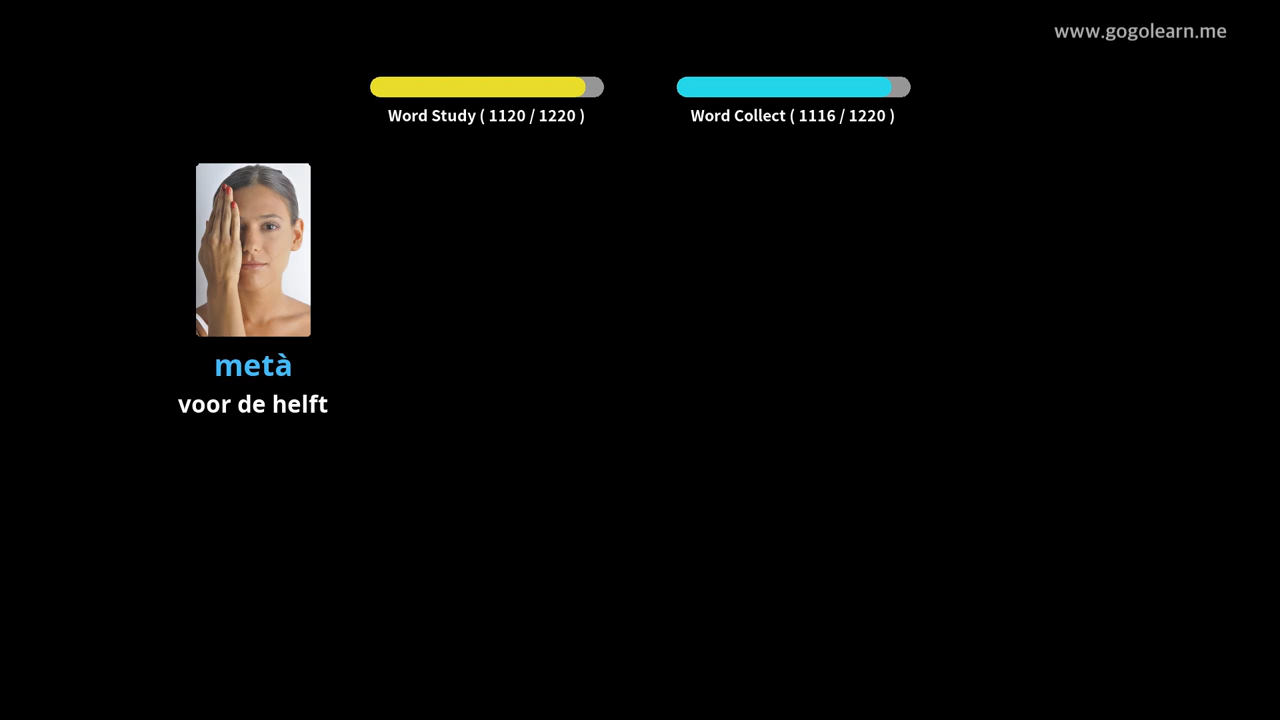 www.gogolearn.me
Word Study ( 1120 / 1220 )
Word Collect ( 1116 / 1220 )
metà
voor de helft